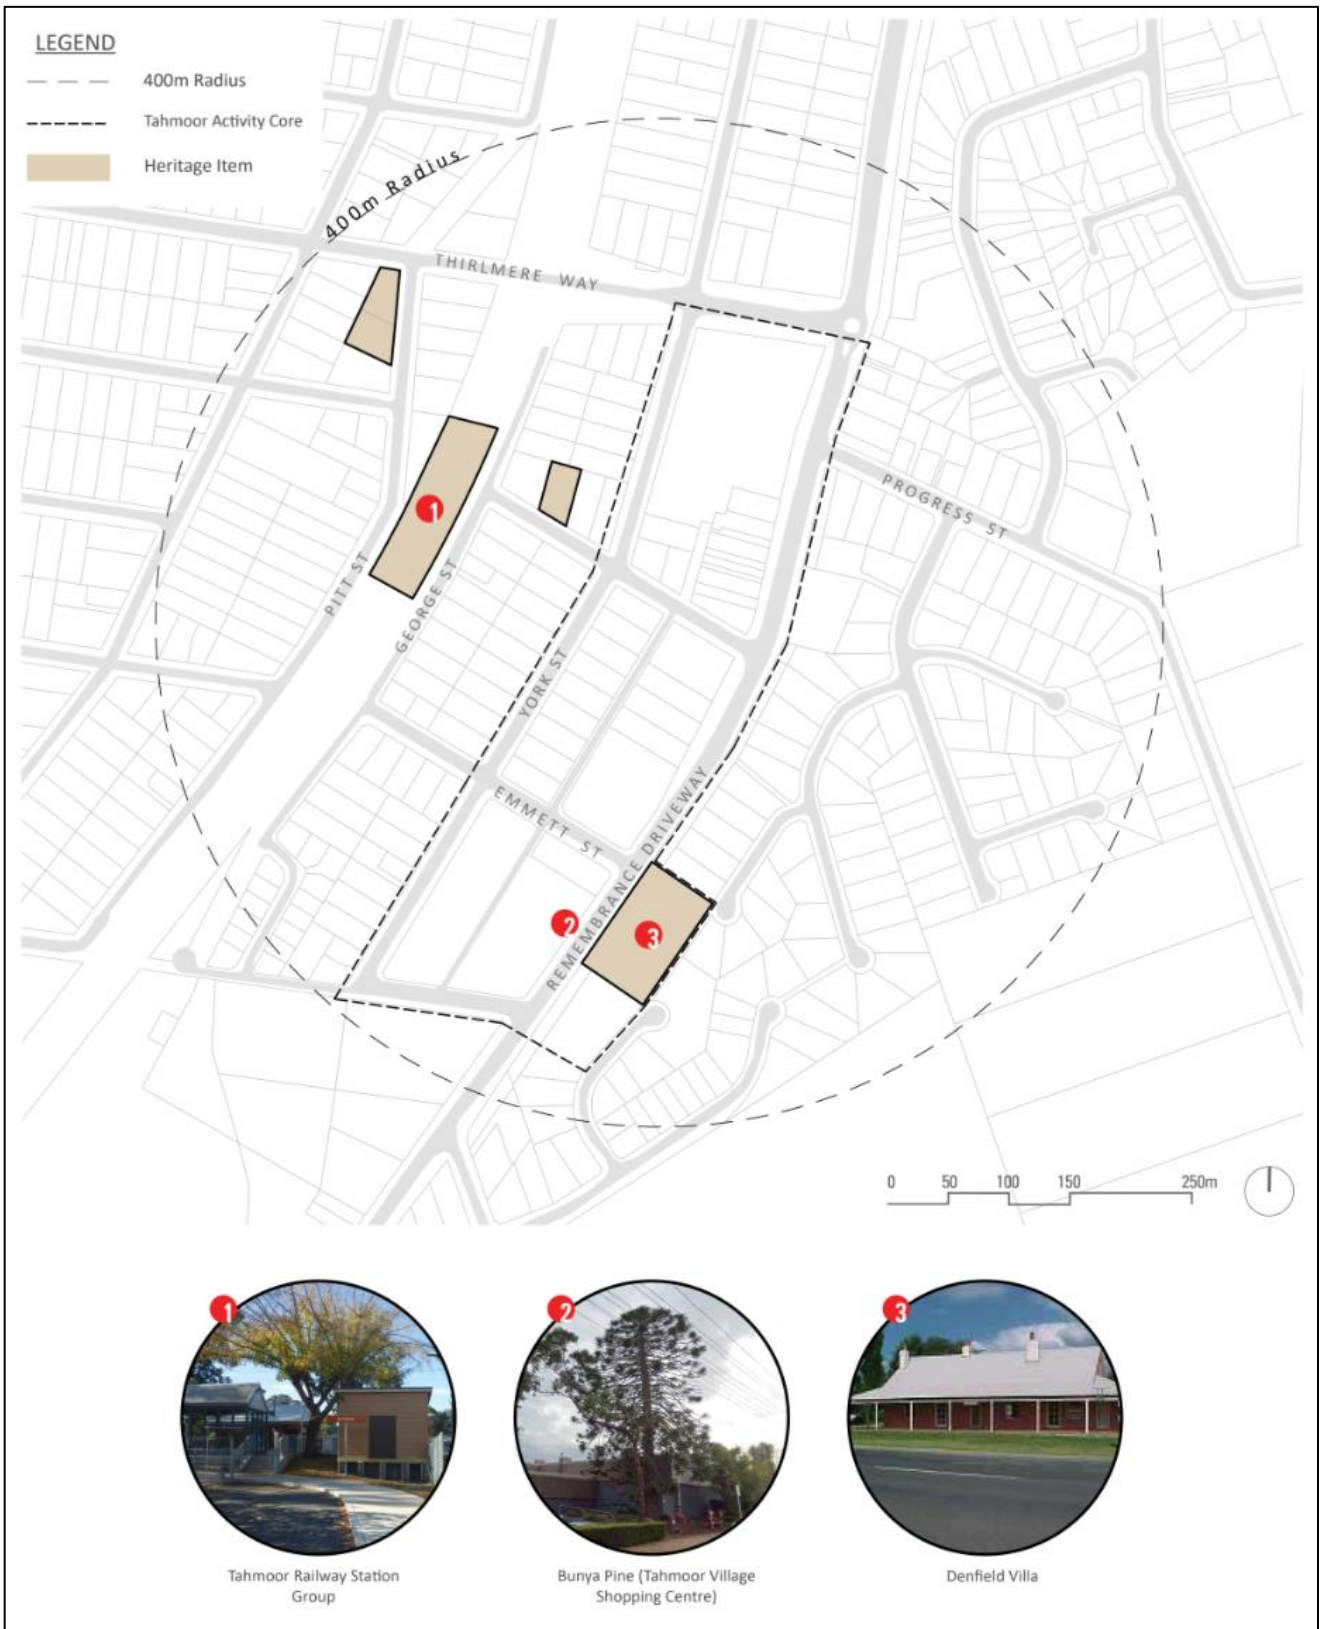 LEGEND
400m Radius
Tahmoor Activity Core
Heritage Item
400m Radius
THIRLMERE WAY
PROGRESS ST
1
PITT ST
GEORGE ST
YORK ST
EMMETT ST
REMEMBRANCE DRIVEWAY
2
3
0 50 100 150 250m
1
2
3
Tahmoor Railway Station
Group
Bunya Pine (Tahmoor Village
Shopping Centre)
Denfield Villa